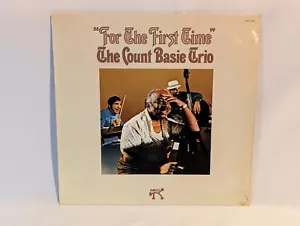 "For The First Time"
The Count Basie Trio